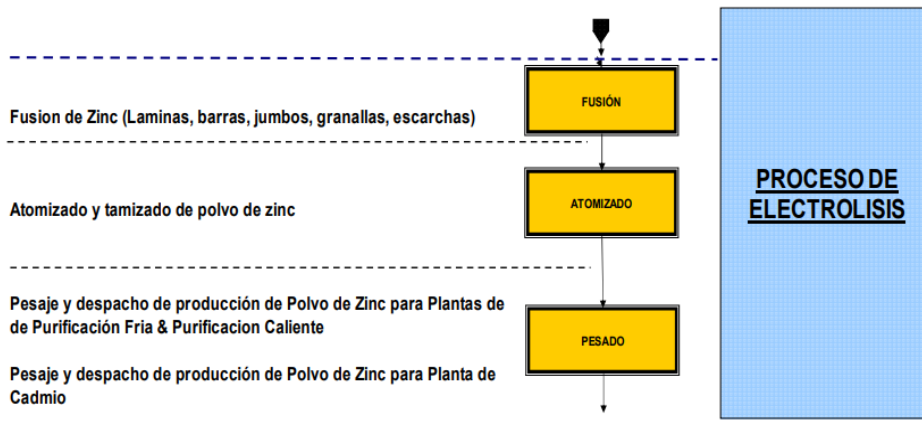 FUSIÓN
Fusion de Zinc (Laminas, barras, jumbos, granallas, escarchas)
PROCESO DE
ELECTROLISIS
ATOMIZADO
Atomizado y tamizado de polvo de zinc
Pesaje y despacho de producción de Polvo de Zinc para Plantas de
de Purificación Fria & Purificacion Caliente
PESADO
Pesaje y despacho de producción de Polvo de Zinc para Planta de
Cadmio